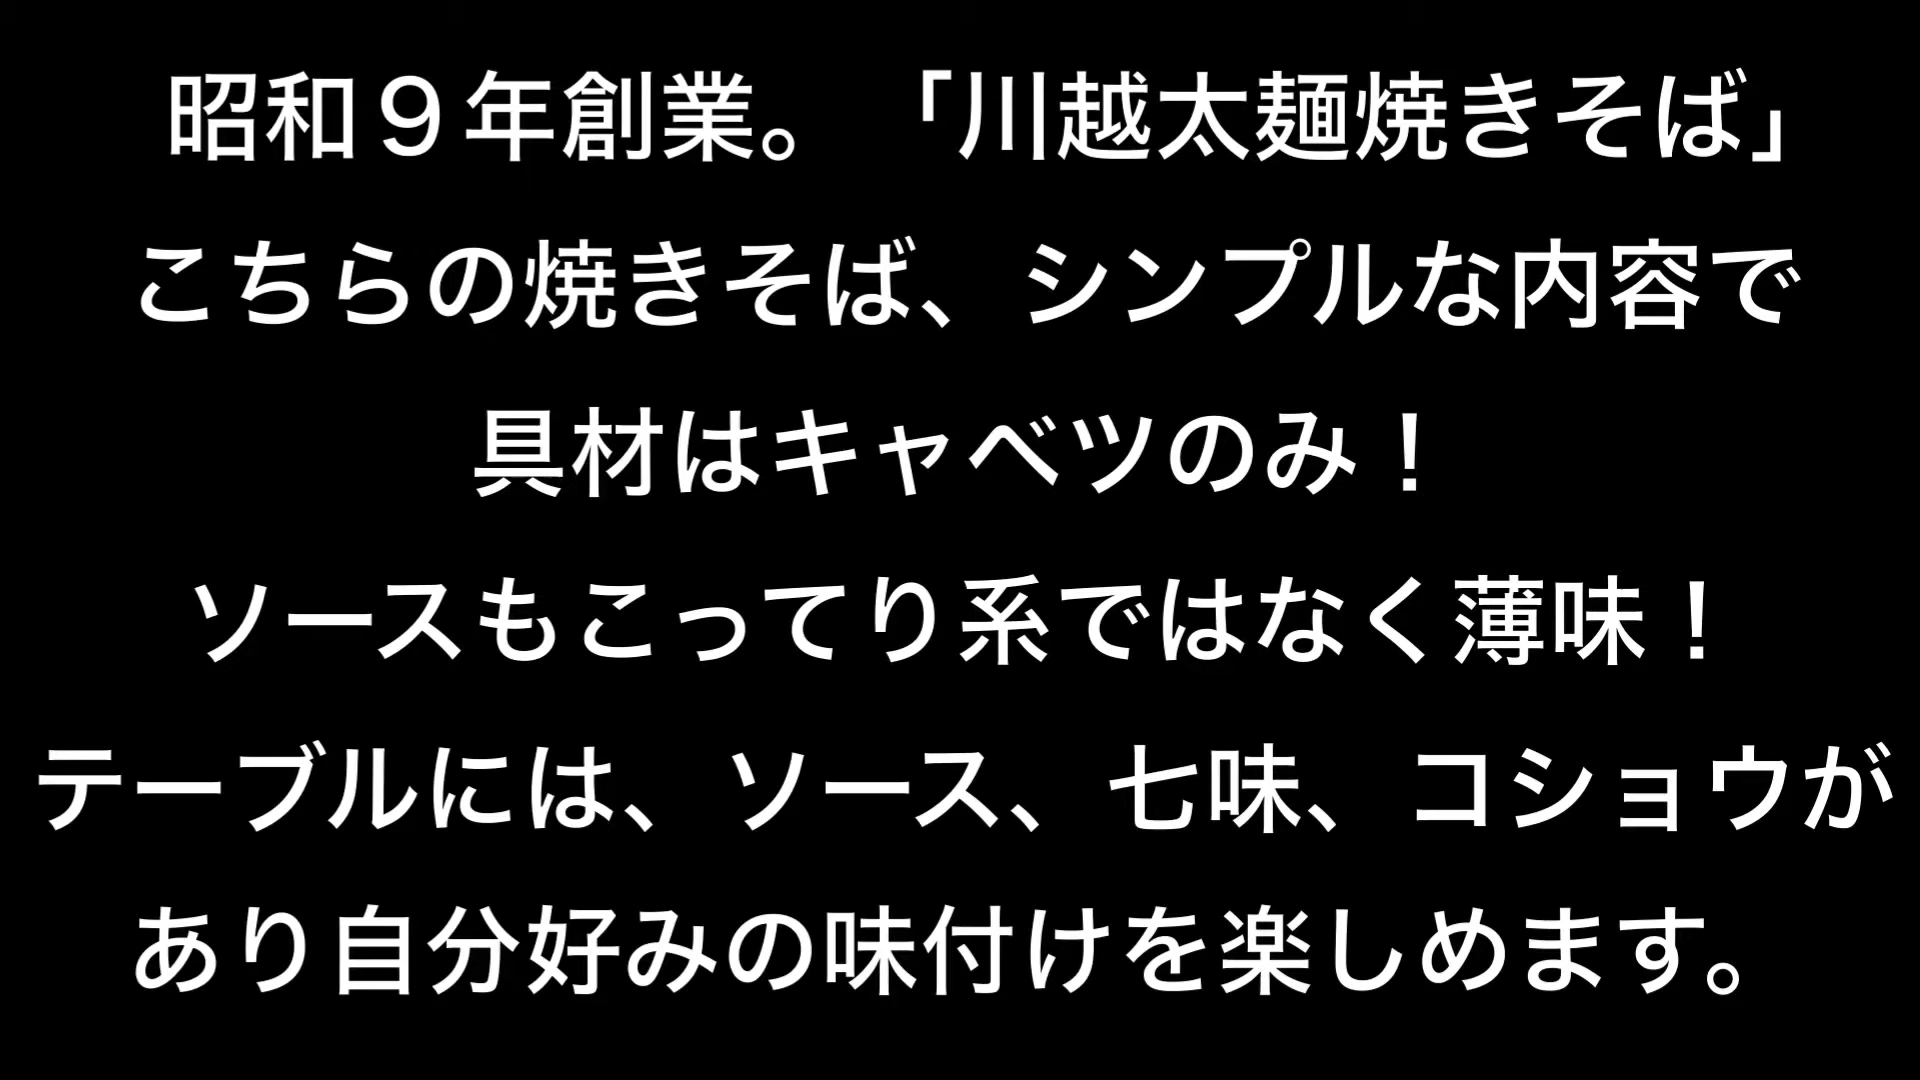 昭和９年創業。「川越太麺焼きそば」
こちらの焼きそば、シンプルな内容で
具材はキャベツのみ！
ソースもこってり系ではなく薄味！
テーブルには、ソース、七味、コショウが
あり自分好みの味付けを楽しめます。